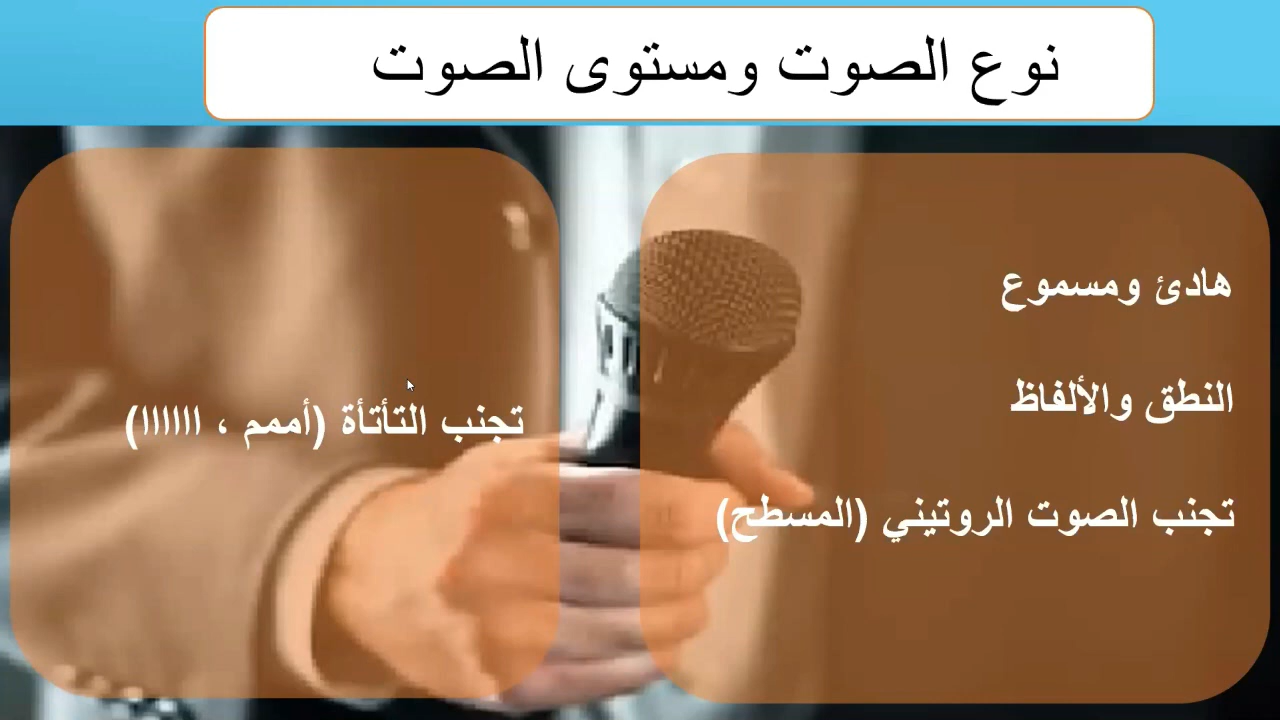 نوع الصوت ومستوى الصوت
هادئ ومسموع
النطق والألفاظ
تجنب الصوت الروتيني (المسطح)
تجنب التأتأة (أممم ، اااااا)